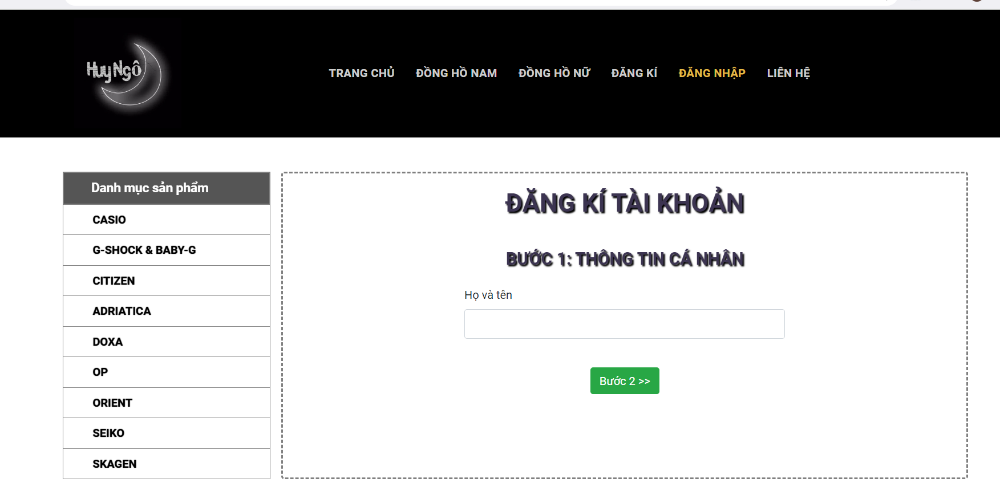 Huy Ngô
TRANG CHỦ ĐỒNG HỒ NAM ĐỒNG HỒ NỮ ĐĂNG KÍ ĐĂNG NHẬP LIÊN HỆ
Danh mục sản phẩm
CASIO
G-SHOCK & BABY-G
CITIZEN
ADRIATICA
DOXA
OP
ORIENT
SEIKO
SKAGEN
ĐĂNG KÍ TÀI KHOẢN
BƯỚC 1: THÔNG TIN CÁ NHÂN
Họ và tên
Bước 2 >>